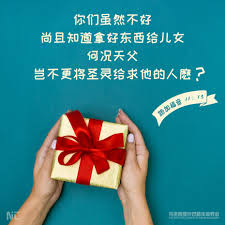 你们虽然不好
尚且知道拿好东西给儿女
何况天父
岂不更将圣灵给求他的人麽？
路加福音 11：13